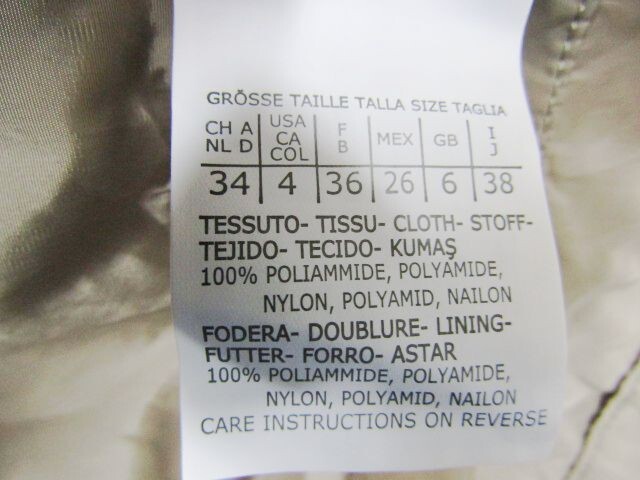 GRÖSSE TAILLE TALLA SIZE TAGLIA
CH A NL D USA CA COL F B MEX GB I J
34 4 36 26 6 38
TESSUTO- TISSU- CLOTH- STOFF-
TEJIDO- TECIDO- KUMAŞ
100% POLIAMMIDE, POLYAMIDE,
NYLON, POLYAMID, NAILON
FODERA- DOUBLURE- LINING-
FUTTER- FORRO- ASTAR
100% POLIAMMIDE, POLYAMIDE,
NYLON, POLYAMID, NAILON
CARE INSTRUCTIONS ON REVERSE